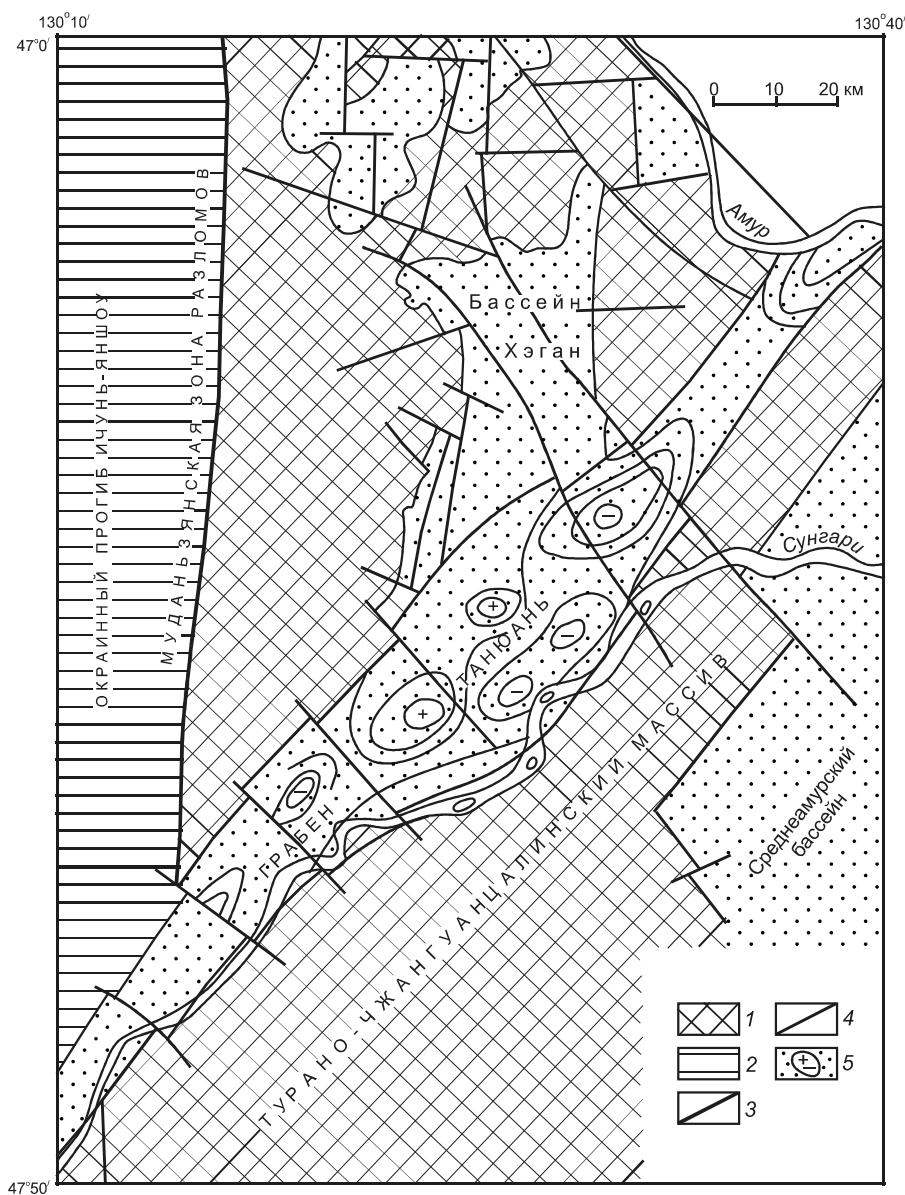 130°10′
130°40′
47°0′
0 10 20 км
Амур
Бассейн
Хэган
ОКРАИННЫЙ ПРОГИБ ИЧУНЬ-ЯНШОУ
МУДАНЬЗЯНСКАЯ ЗОНА РАЗЛОМОВ
Сунгари
ТАНЮАНЬ
ГРАБЕН
ТУРАНО-ЧЖАНГУАНЦАЛИНСКИЙ МАССИВ
Среднеамурский
бассейн
1 4
2 5
3
47°50′